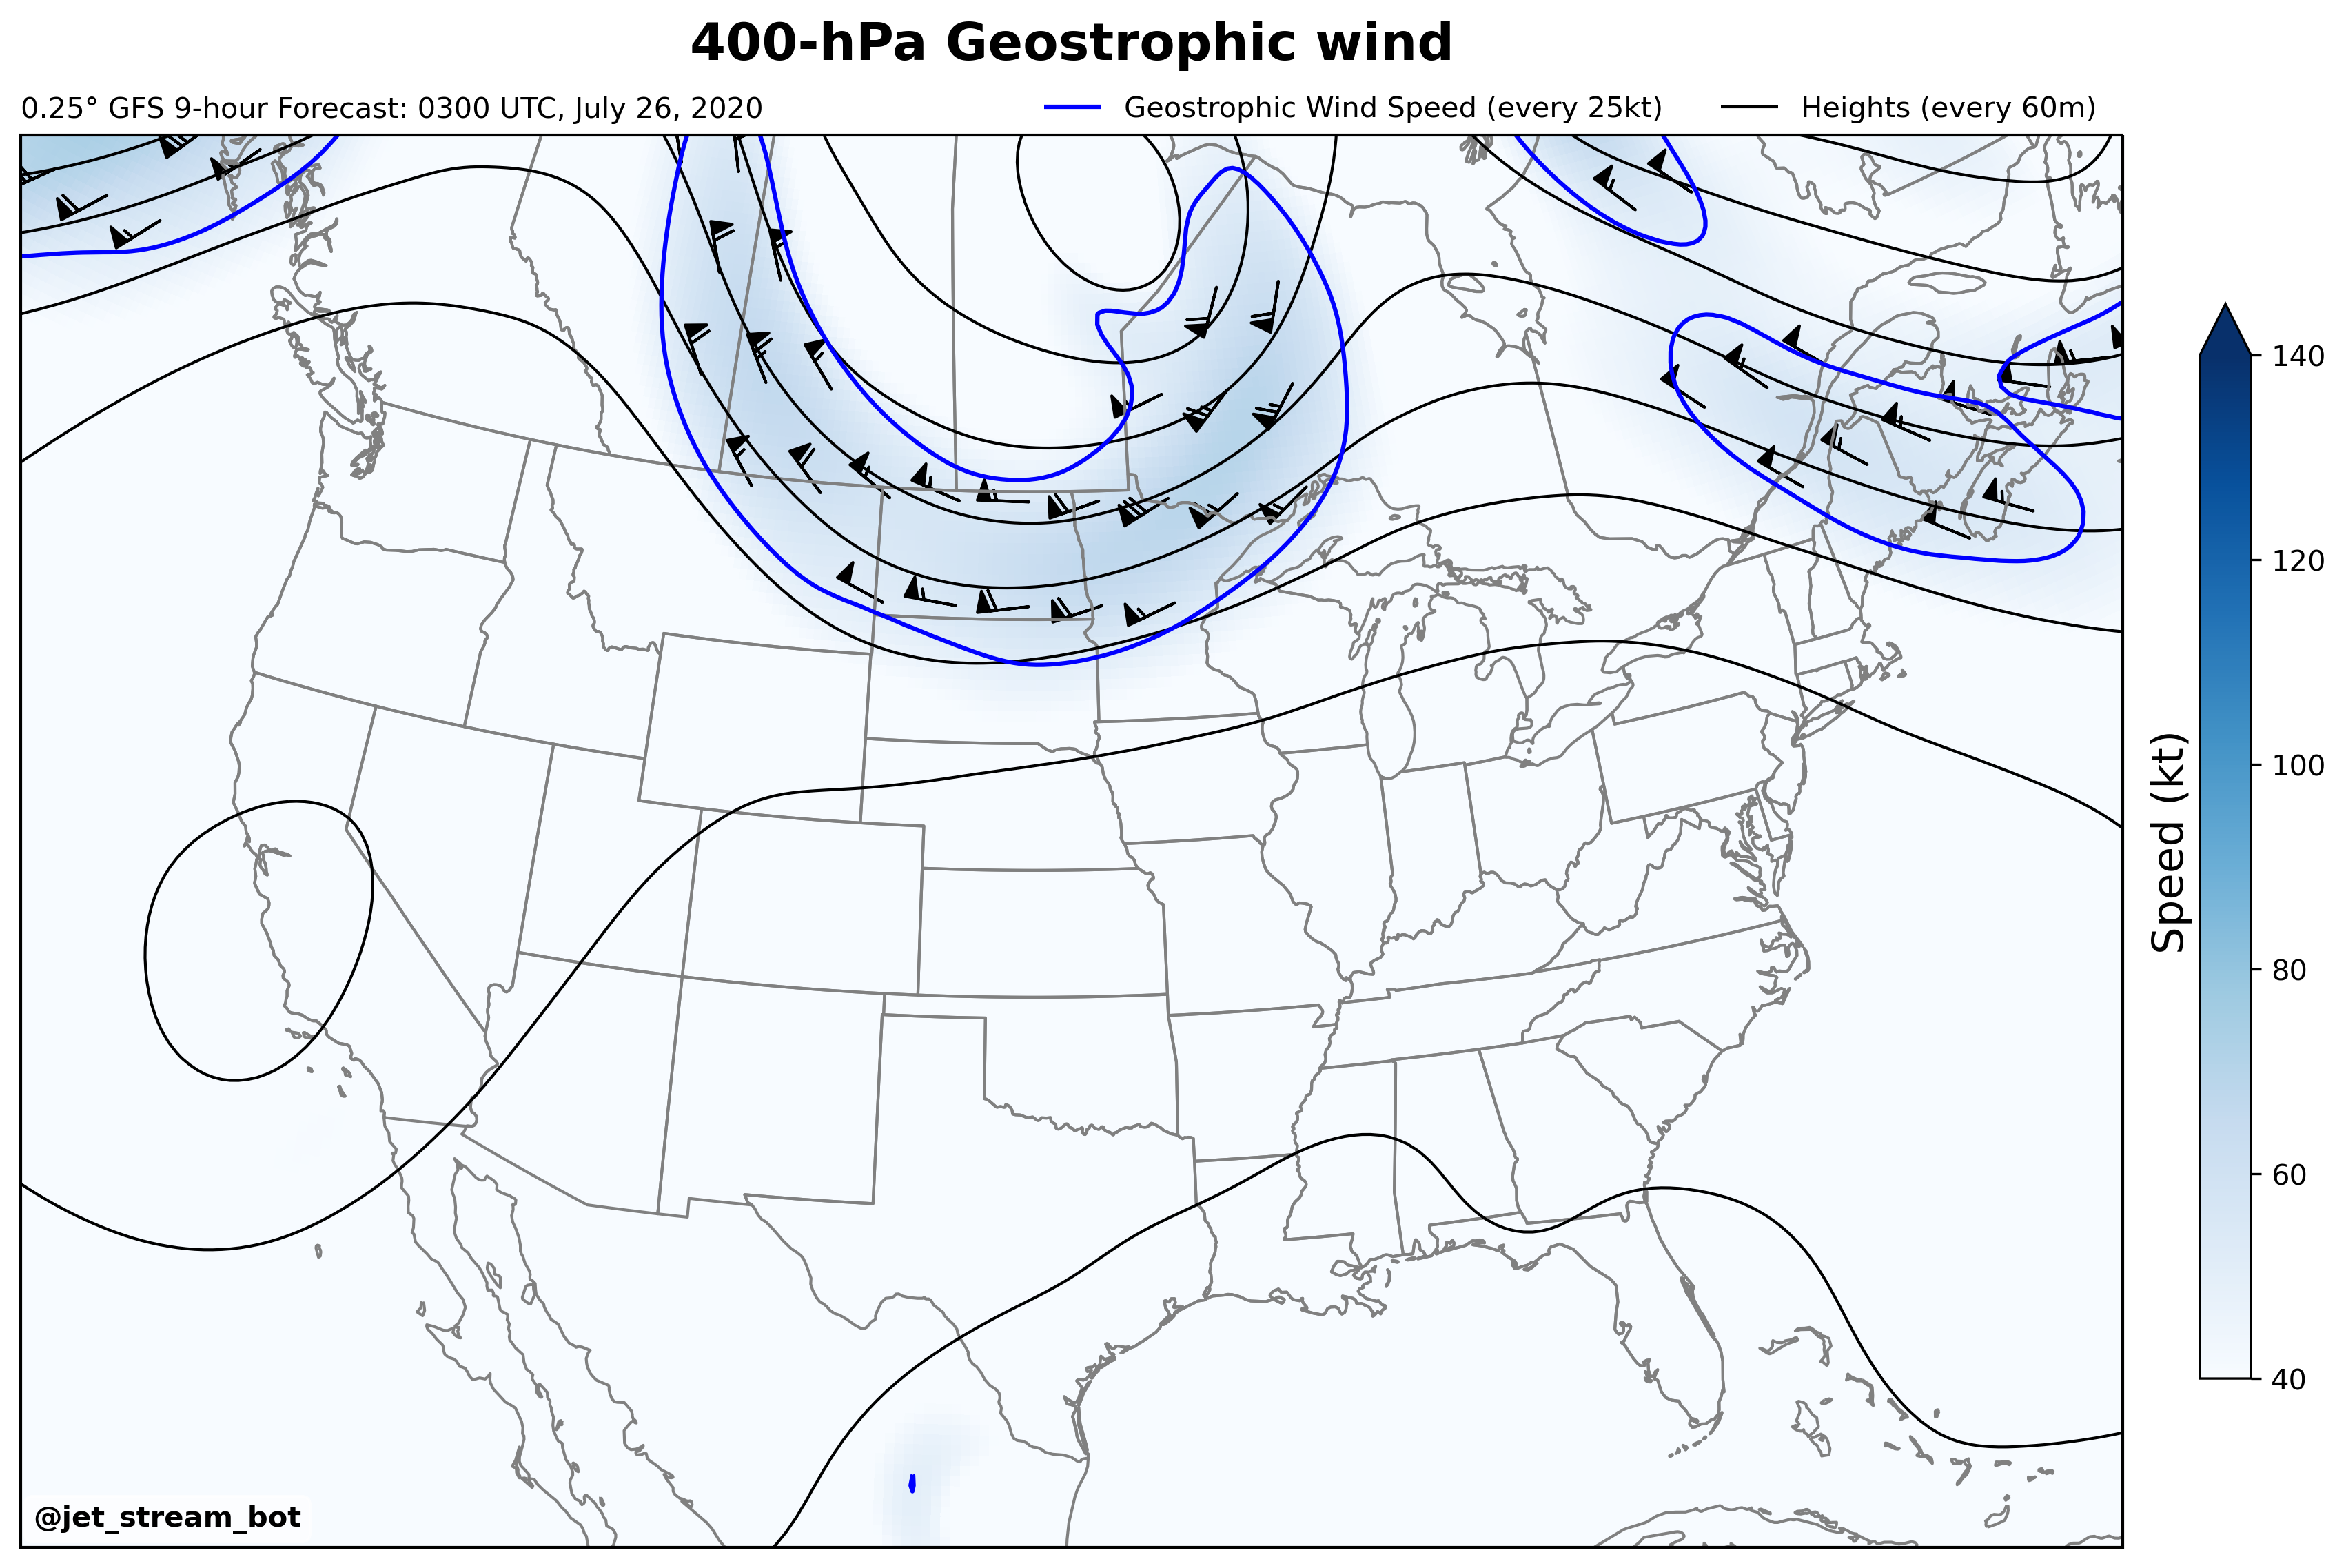 400-hPa Geostrophic wind
0.25° GFS 9-hour Forecast: 0300 UTC, July 26, 2020
Geostrophic Wind Speed (every 25kt)
Heights (every 60m)
140
120
100
80
60
40
Speed (kt)
@jet_stream_bot